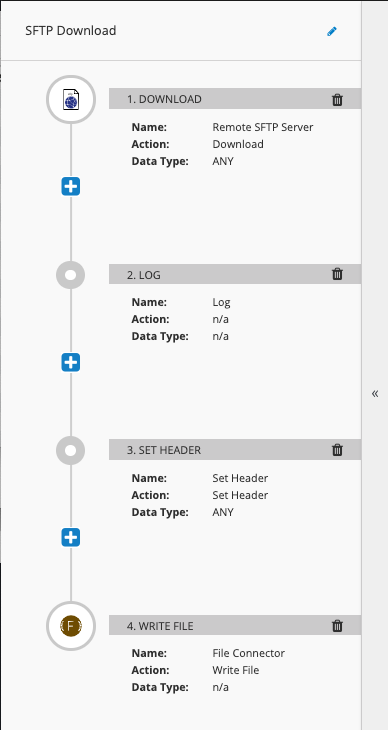 SFTP Download
1. DOWNLOAD
Name: Remote SFTP Server
Action: Download
Data Type: ANY
2. LOG
Name: Log
Action: n/a
Data Type: n/a
«
3. SET HEADER
Name: Set Header
Action: Set Header
Data Type: ANY
4. WRITE FILE
F
Name: File Connector
Action: Write File
Data Type: n/a